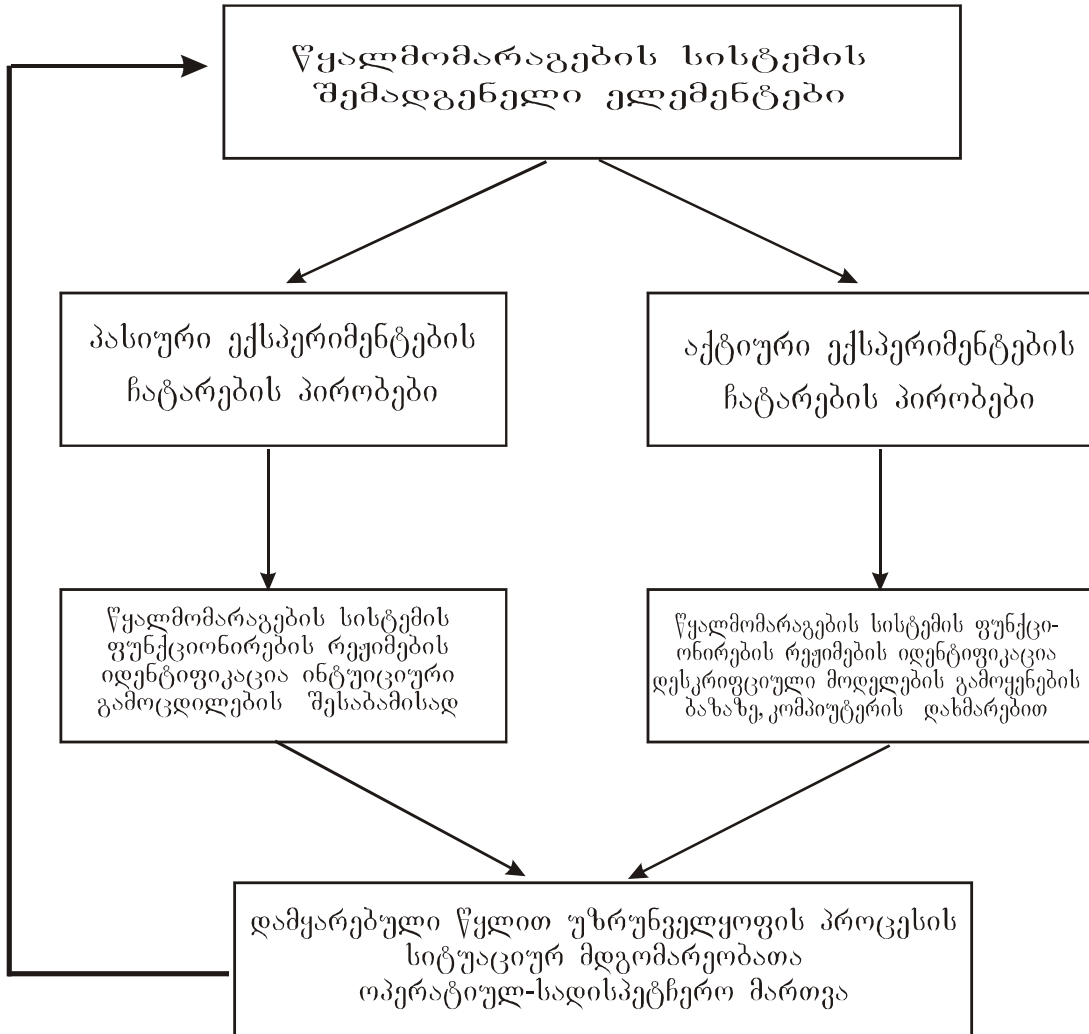 წყალმომარაგების სისტემის
შემადგენელი ელემენტები
პასიური ექსპერიმენტების
ჩატარების პირობები
აქტიური ექსპერიმენტების
ჩატარების პირობები
წყალმომარაგების სისტემის
ფუნქციონირების რეჟიმების
იდენტიფიკაცია ინტუიციური
გამოცდილების შესაბამისად
წყალმომარაგების სისტემის ფუნქცი-
ონირების რეჟიმების იდენტიფიკაცია
დესკრიფციული მოდელების გამოყენების
ბაზაზე, კომპიუტერის დახმარებით
დამყარებული წყლით უზრუნველყოფის პროცესის
სიტუაციურ მდგომარეობათა
ოპერატიულ-სადისპეტჩერო მართვა